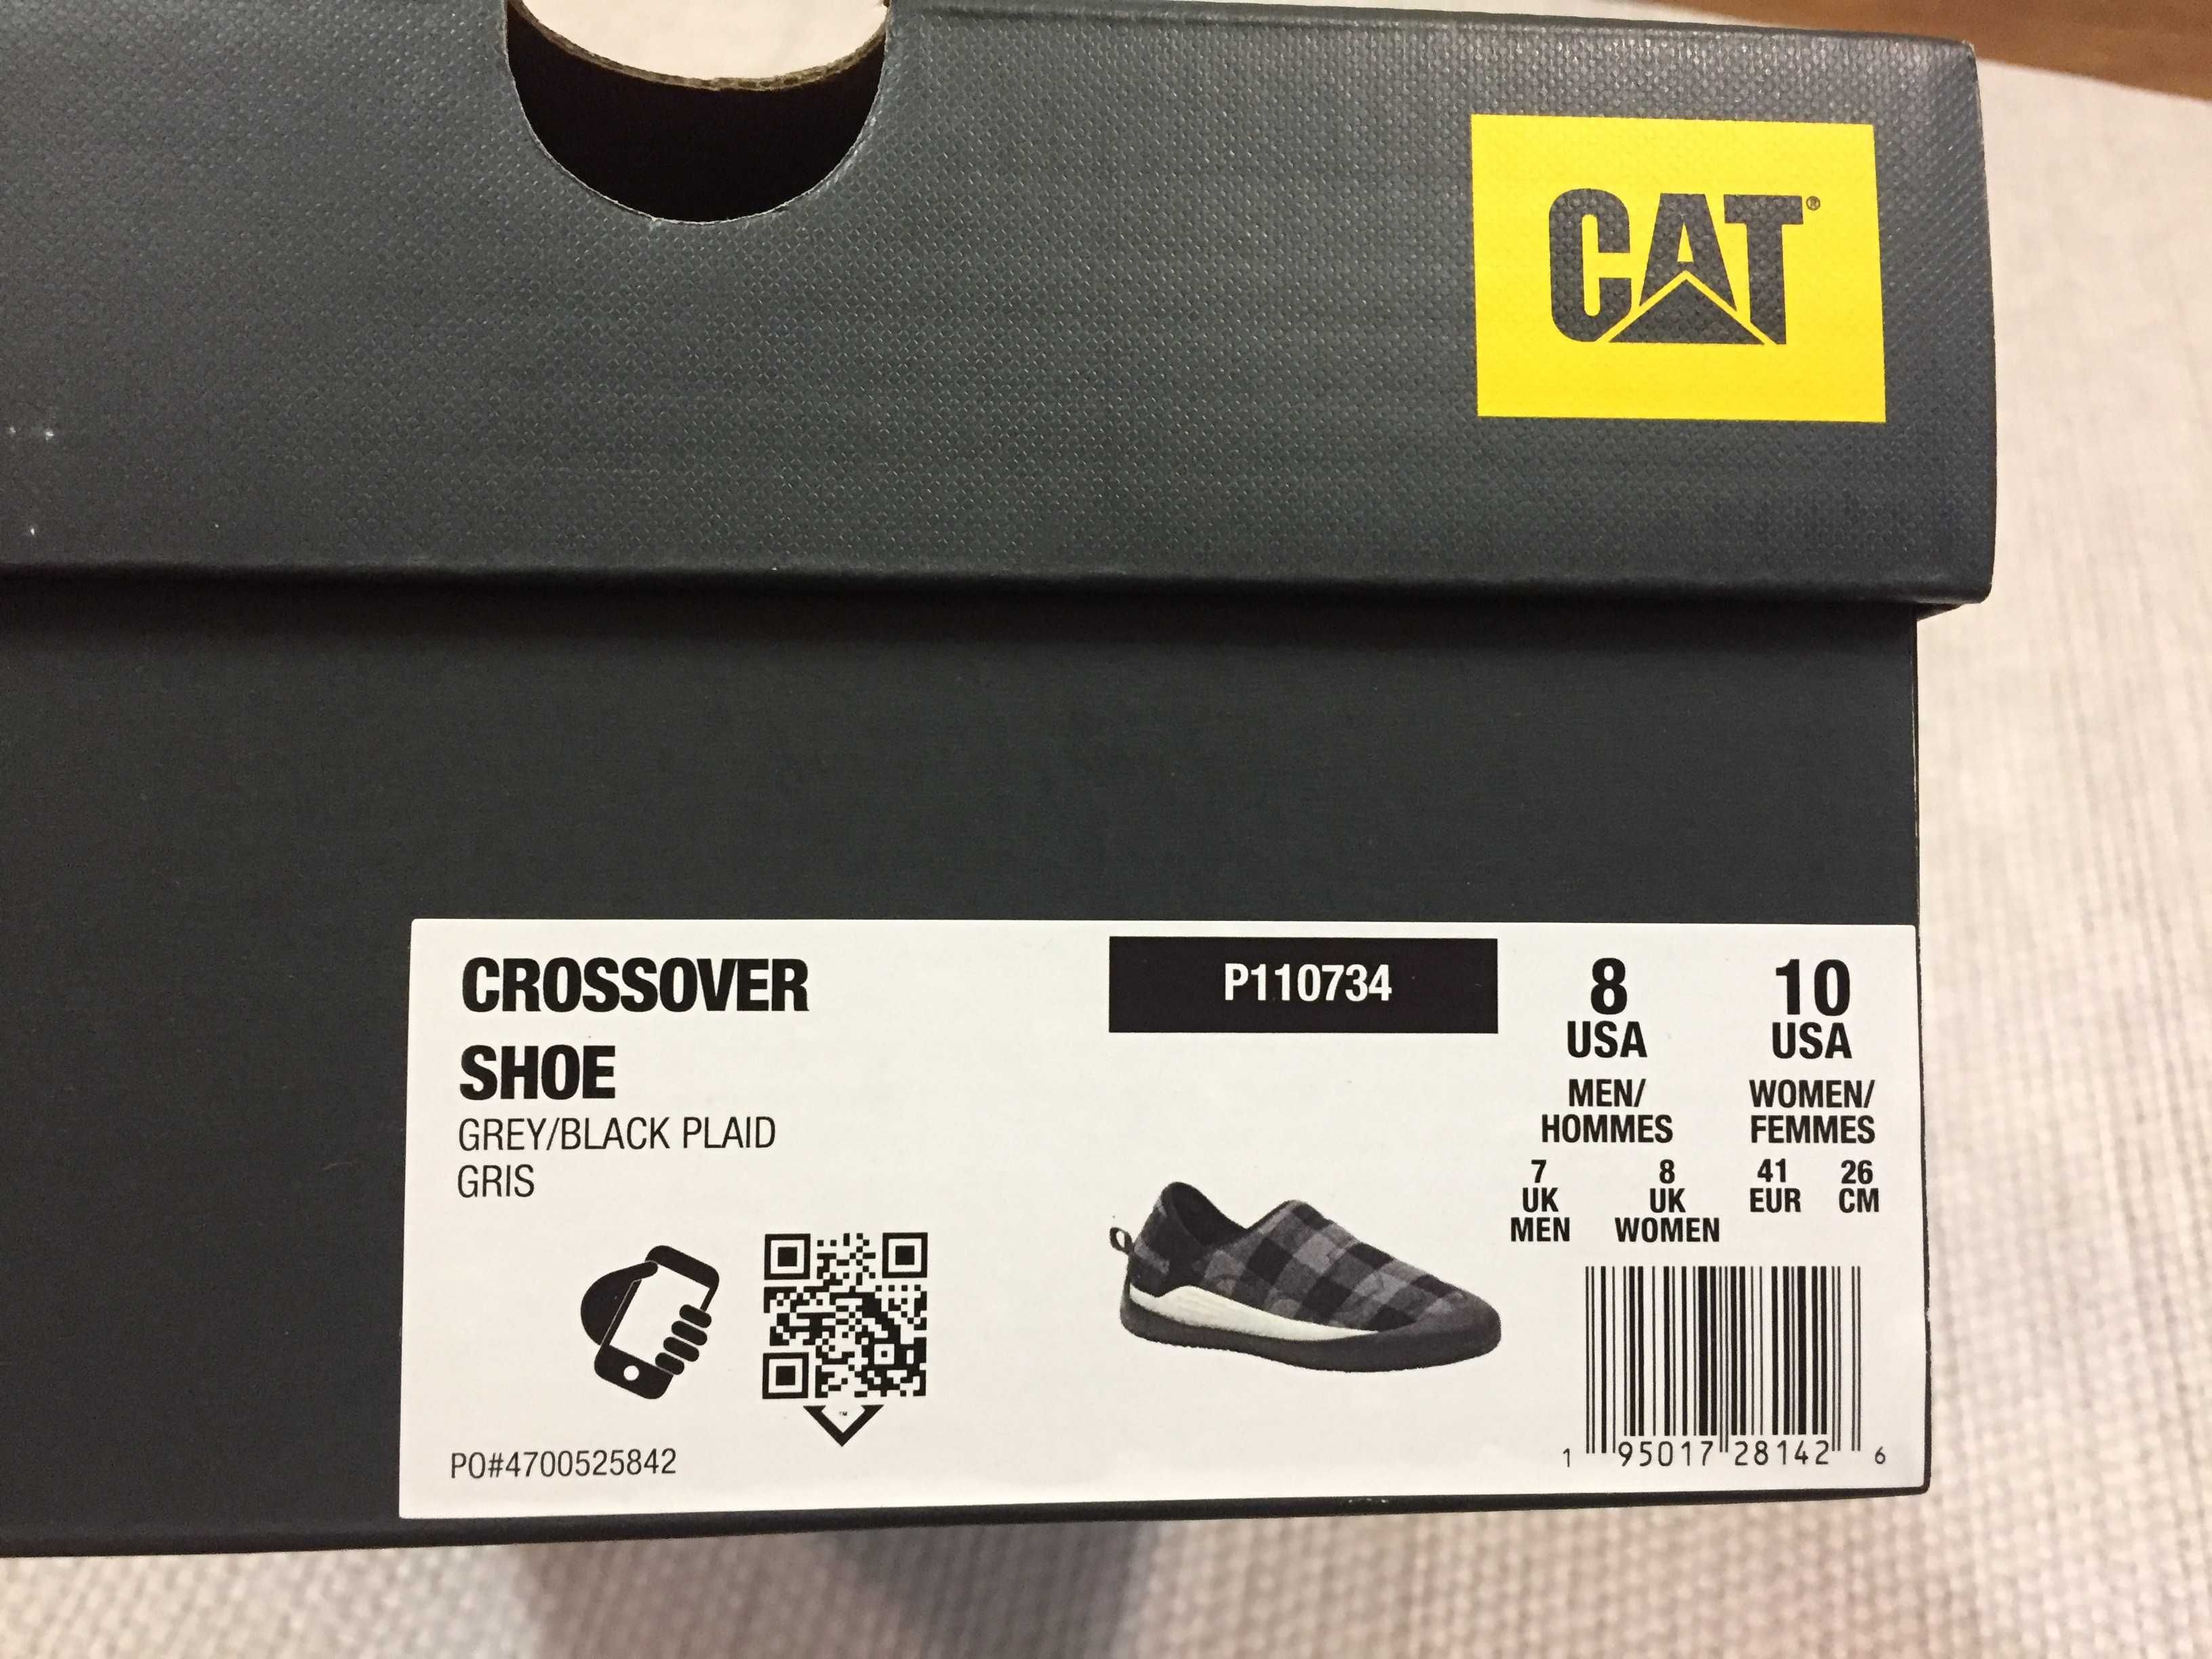 CAT®
CROSSOVER
SHOE
GREY/BLACK PLAID
GRIS
PO#4700525842
™
P110734
8
USA
MEN/
HOMMES
10
USA
WOMEN/
FEMMES
7
UK
MEN
8
UK
WOMEN
41
EUR
26
CM
1 95017 28142 6